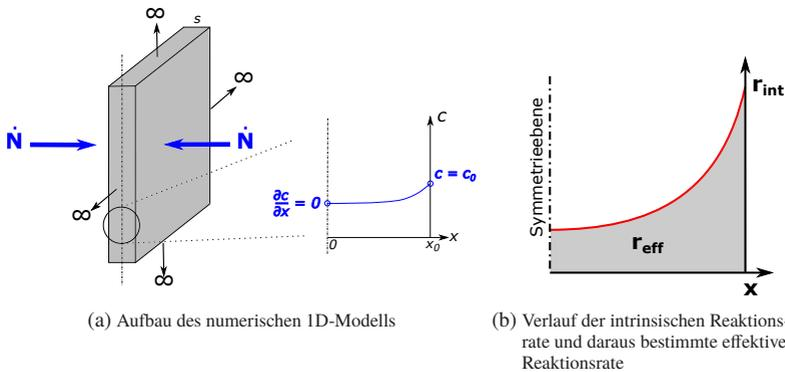 ∞
s
∞
Ṅ
Ṅ
∞
∞
C
c = c₀
∂c/∂x = 0
0
x₀
x
Symmetrieebene
r_int
r_eff
x
(a) Aufbau des numerischen 1D-Modells
(b) Verlauf der intrinsischen Reaktions-
rate und daraus bestimmte effektive
Reaktionsrate